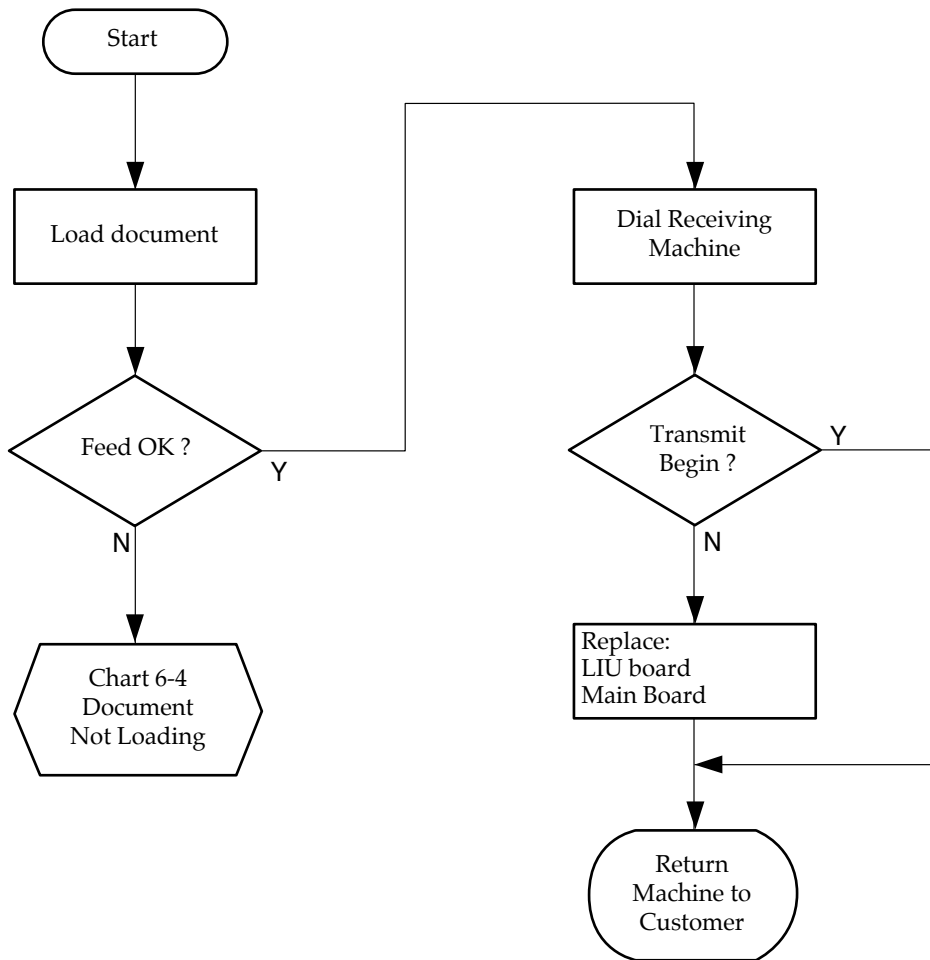 Start
Load document
Feed OK ?
Y
N
Chart 6-4
Document
Not Loading
Dial Receiving
Machine
Transmit
Begin ?
Y
N
Replace:
LIU board
Main Board
Return
Machine to
Customer